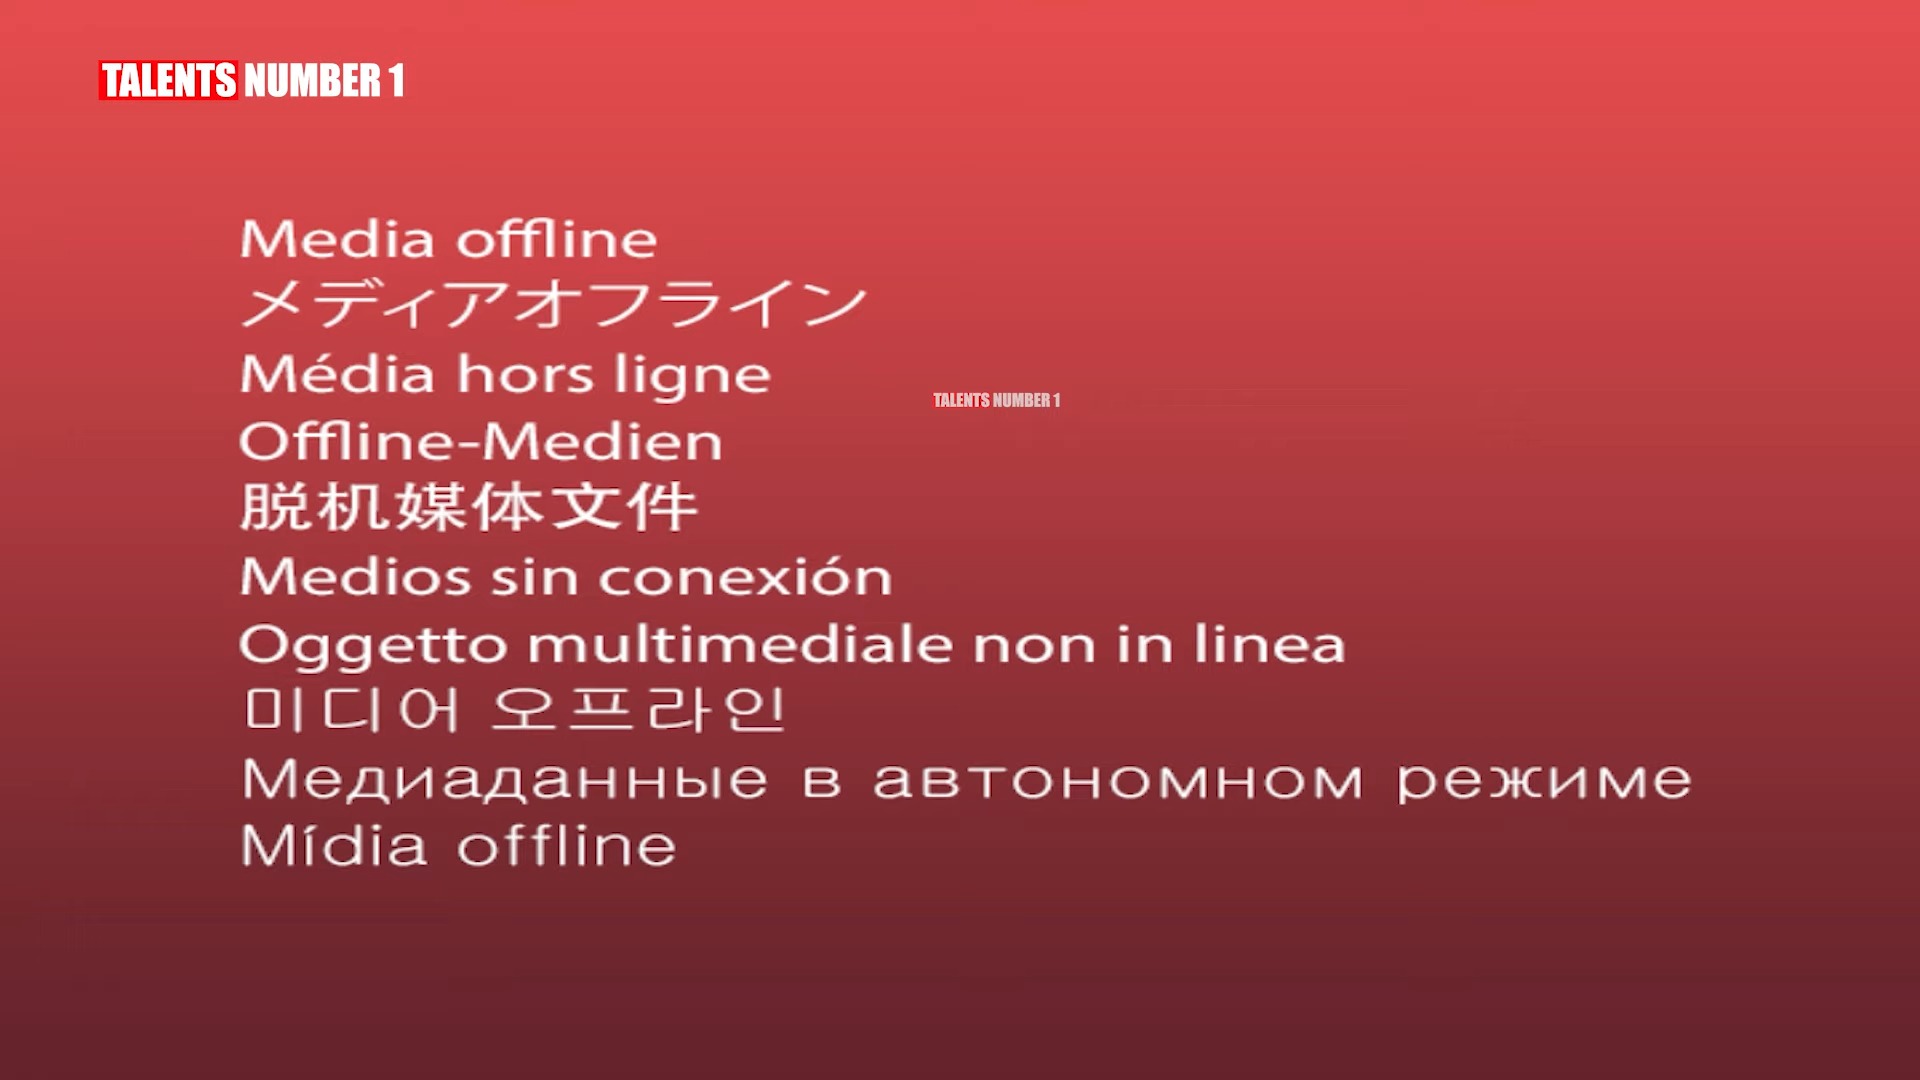 TALENTS NUMBER 1
Media offline
メディアオフライン
Média hors ligne
TALENTS NUMBER 1
Offline-Medien
脱机媒体文件
Medios sin conexión
Oggetto multimediale non in linea
미디어 오프라인
Медиаданные в автономном режиме
Mídia offline